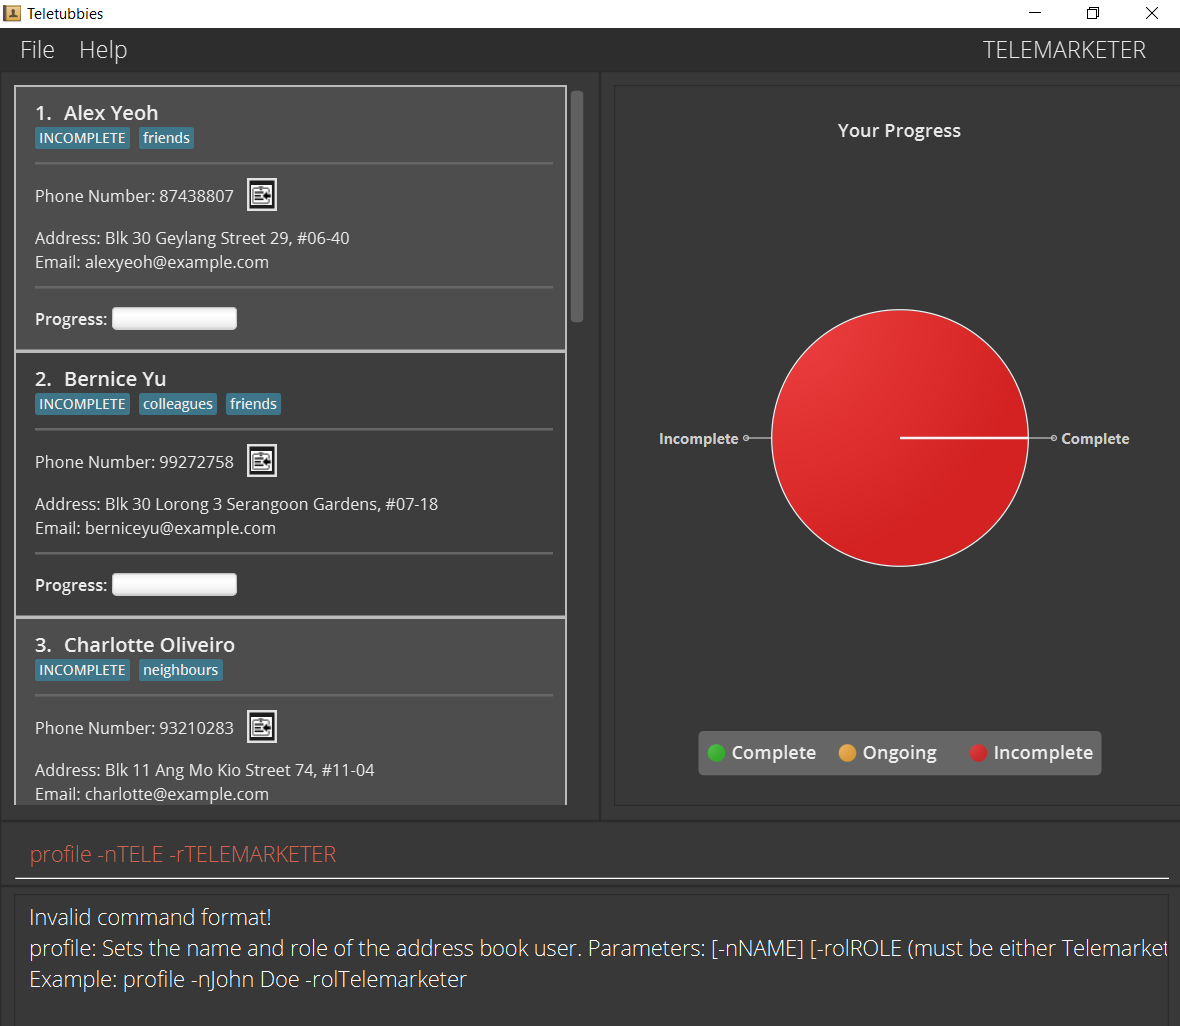 Teletubbies
File Help TELEMARKETER
1. Alex Yeoh
INCOMPLETE friends
Phone Number: 87438807
Address: Blk 30 Geylang Street 29, #06-40
Email: alexyeoh@example.com
Progress:
2. Bernice Yu
INCOMPLETE colleagues friends
Phone Number: 99272758
Address: Blk 30 Lorong 3 Serangoon Gardens, #07-18
Email: berniceyu@example.com
Progress:
3. Charlotte Oliveiro
INCOMPLETE neighbours
Phone Number: 93210283
Address: Blk 11 Ang Mo Kio Street 74, #11-04
Email: charlotte@example.com
Your Progress
Incomplete Complete
Complete Ongoing Incomplete
profile -nTELE -rTELEMARKETER
Invalid command format!
profile: Sets the name and role of the address book user. Parameters: [-nNAME] [-rolROLE (must be either Telemarket
Example: profile -nJohn Doe -rolTelemarketer